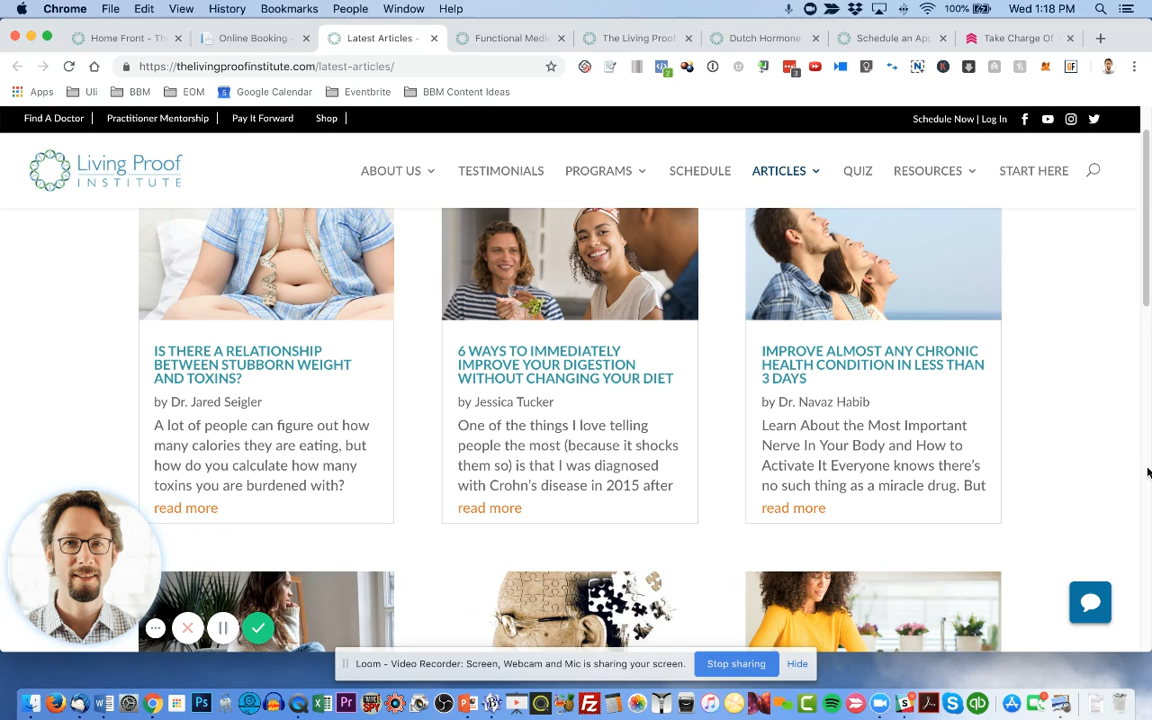 Chrome File Edit View History Bookmarks People Window Help 100% Wed 1:18 PM
Home Front - Th Online Booking - Latest Articles - Functional Medic The Living Proof Dutch Hormone Schedule an App Take Charge Of
https://thelivingproofinstitute.com/latest-articles/
Apps Uli BBM EOM Google Calendar Eventbrite BBM Content Ideas
Find A Doctor Practitioner Mentorship Pay It Forward Shop Schedule Now | Log In
Living Proof
INSTITUTE
ABOUT US TESTIMONIALS PROGRAMS SCHEDULE ARTICLES QUIZ RESOURCES START HERE
IS THERE A RELATIONSHIP
BETWEEN STUBBORN WEIGHT
AND TOXINS?
by Dr. Jared Seigler
A lot of people can figure out how
many calories they are eating, but
how do you calculate how many
toxins you are burdened with?
read more
6 WAYS TO IMMEDIATELY
IMPROVE YOUR DIGESTION
WITHOUT CHANGING YOUR DIET
by Jessica Tucker
One of the things I love telling
people the most (because it shocks
them so) is that I was diagnosed
with Crohn's disease in 2015 after
read more
IMPROVE ALMOST ANY CHRONIC
HEALTH CONDITION IN LESS THAN
3 DAYS
by Dr. Navaz Habib
Learn About the Most Important
Nerve In Your Body and How to
Activate It Everyone knows there's
no such thing as a miracle drug. But
read more
Loom - Video Recorder: Screen, Webcam and Mic is sharing your screen. Stop sharing Hide